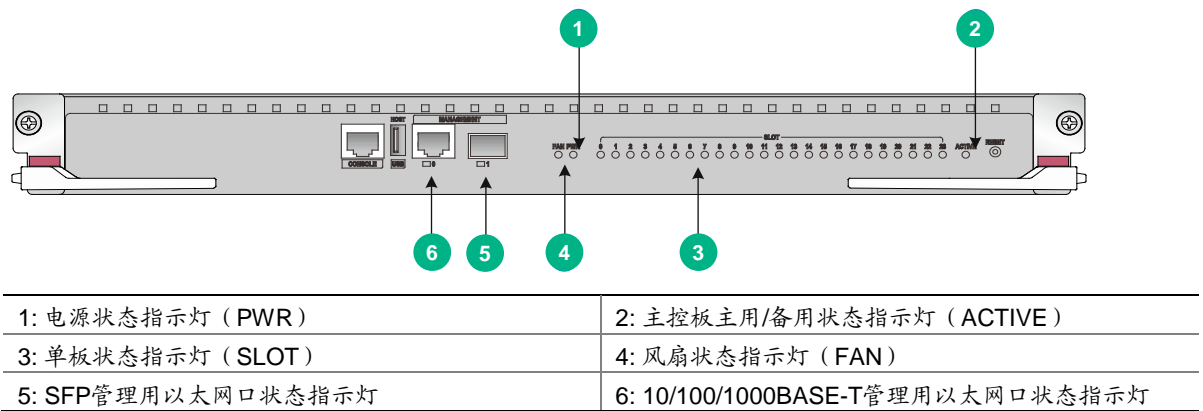 1
2
HOST
MANAGEMENT
SLOT
FAN PWR
0 1 2 3 4 5 6 7 8 9 10 11 12 13 14 15 16 17 18 19 20 21 22 23
ACTIVE
RESET
CONSOLE
USB
0
1
6
5
4
3
1: 电源状态指示灯（PWR）
2: 主控板主用/备用状态指示灯（ACTIVE）
3: 单板状态指示灯（SLOT）
4: 风扇状态指示灯（FAN）
5: SFP管理用以太网口状态指示灯
6: 10/100/1000BASE-T管理用以太网口状态指示灯